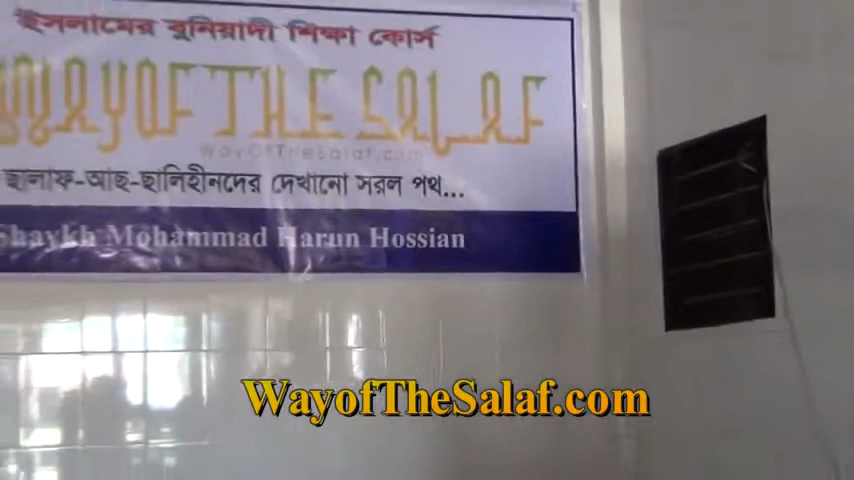 ইসলামের বুনিয়াদী শিক্ষা কোর্স
WAYOFTHESALAF
WayOfTheSalaf.com
ছালাফ-আছ-ছালিহীনদের দেখানো সরল পথ...
Shaykh Mohammad Harun Hossian
WayofTheSalaf.com